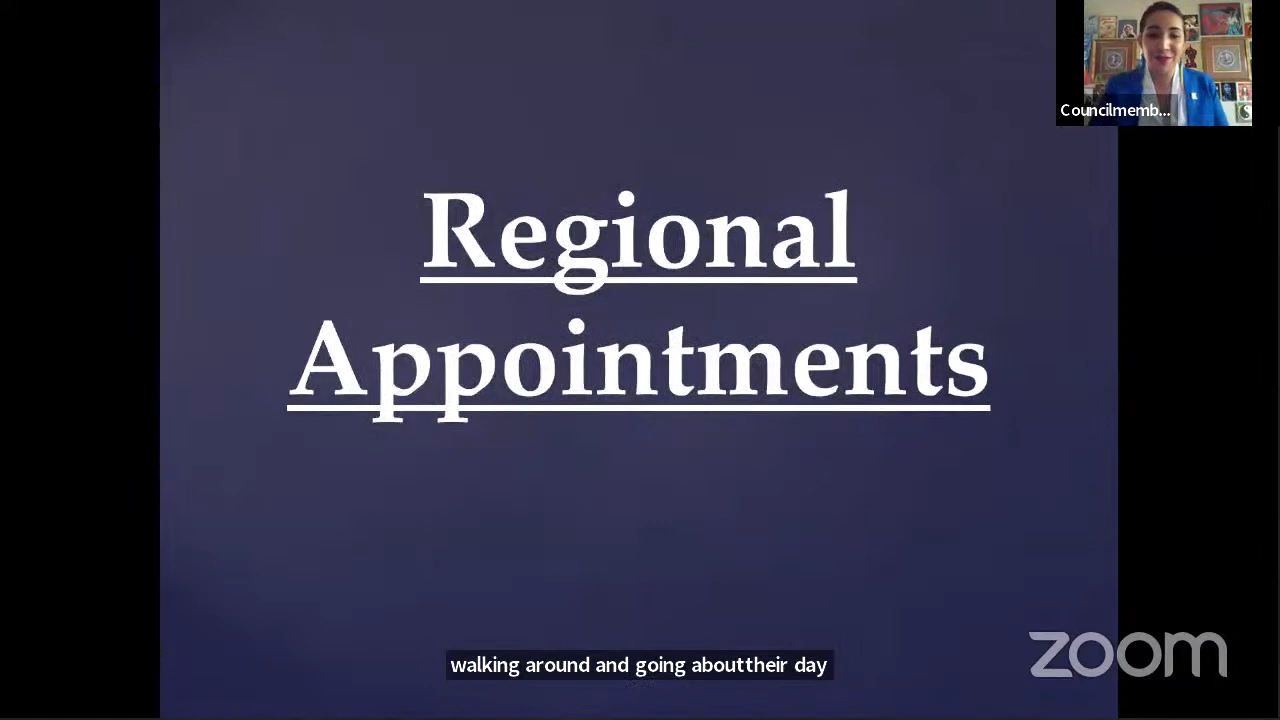 Councilmemb...
Regional
Appointments
walking around and going abouttheir day
zoom